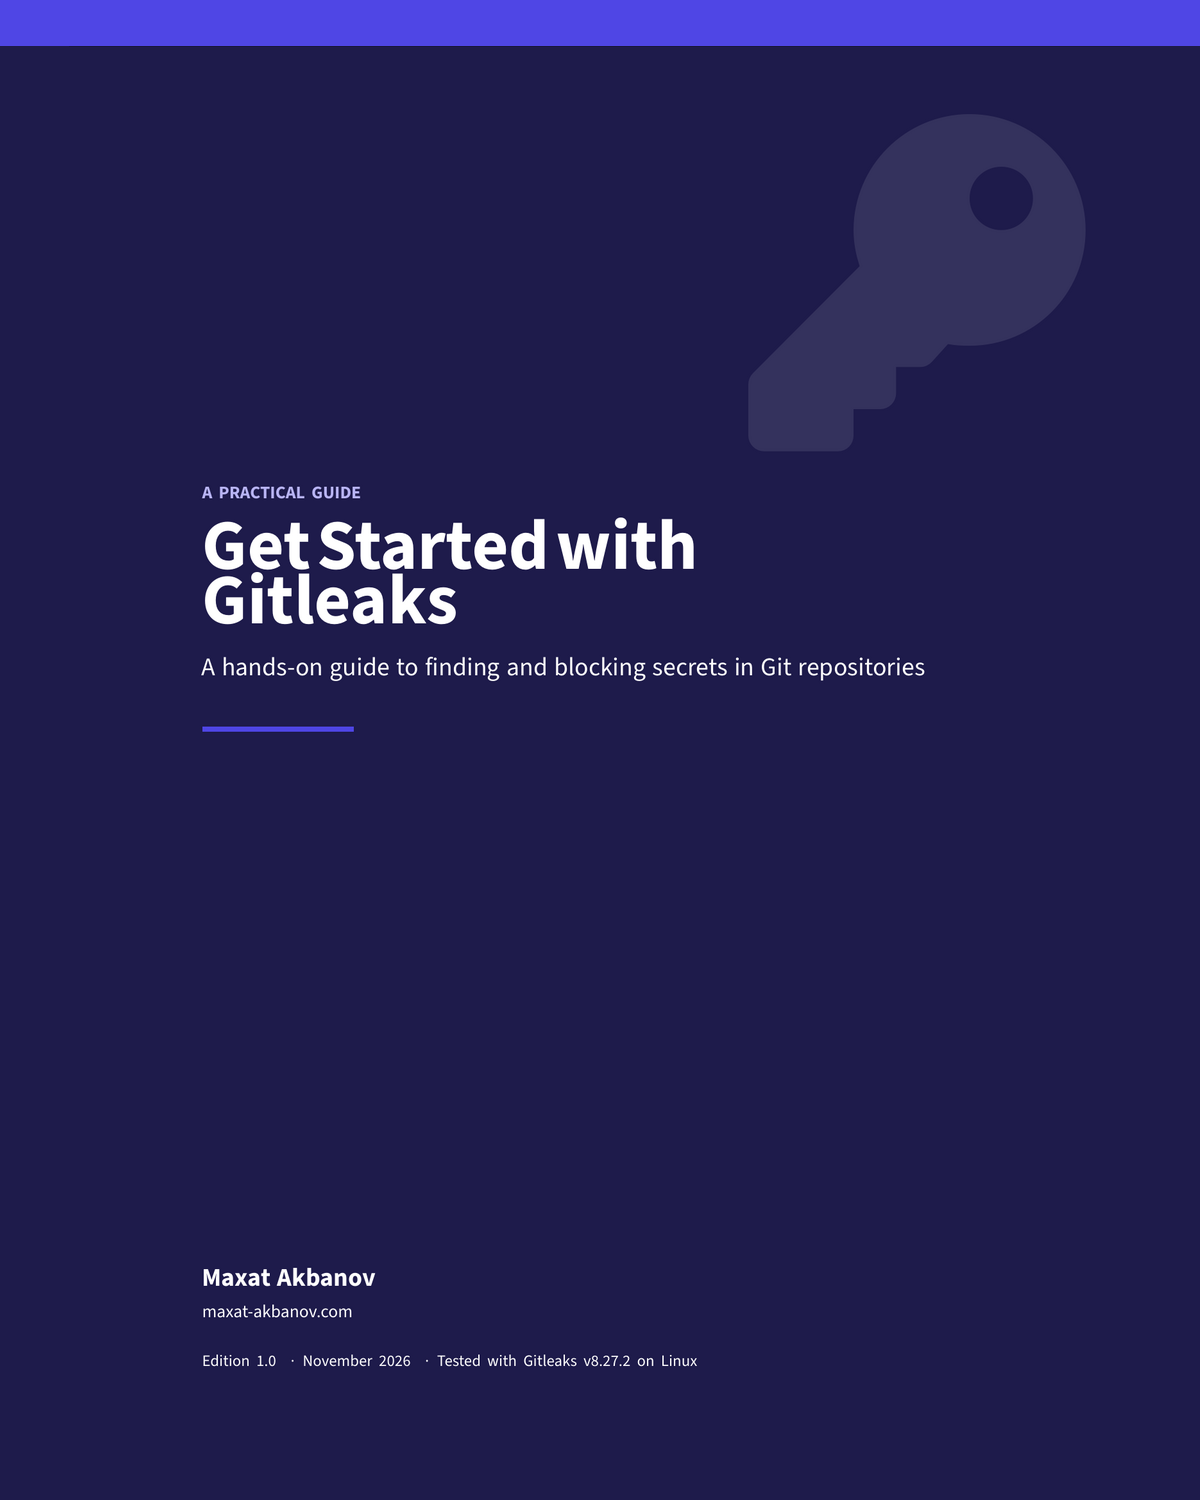 A PRACTICAL GUIDE
Get Started with
Gitleaks
A hands-on guide to finding and blocking secrets in Git repositories
Maxat Akbanov
maxat-akbanov.com
Edition 1.0 · November 2026 · Tested with Gitleaks v8.27.2 on Linux